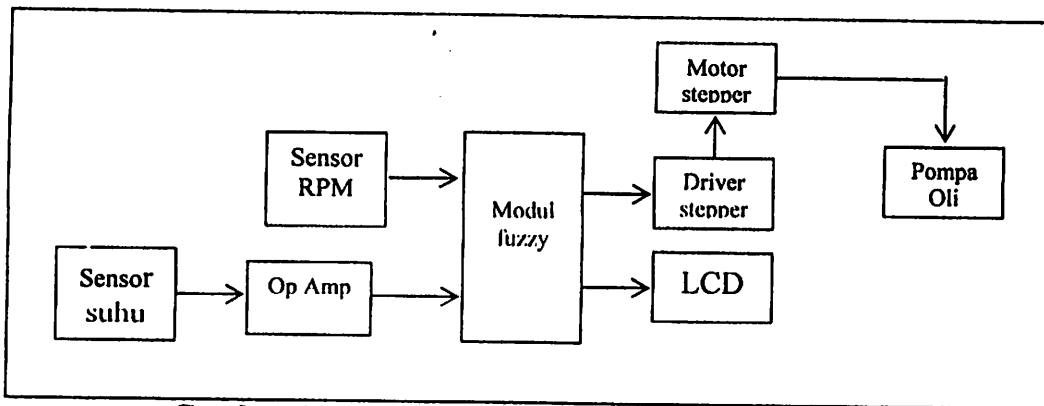 Motor
stepper
Sensor
RPM
Modul
fuzzy
Driver
stepper
Pompa
Oli
Sensor
suhu
Op Amp
LCD